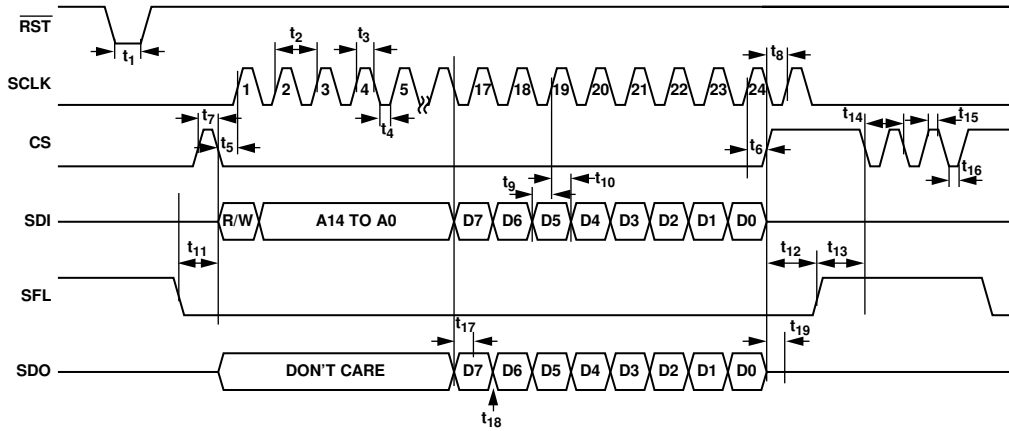 RST
t1
t2
t3
t8
SCLK
1 2 3 4 5 17 18 19 20 21 22 23 24
t7
t4
t14
t15
CS
t5
t6
t16
t9
t10
SDI
R/W A14 TO A0 D7 D6 D5 D4 D3 D2 D1 D0
t11
t12
t13
SFL
t17
t19
SDO
DON'T CARE D7 D6 D5 D4 D3 D2 D1 D0
t18